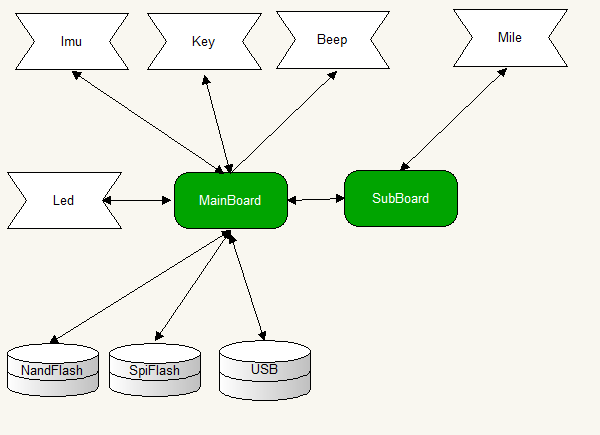 Imu
Key
Beep
Mile
Led
MainBoard
SubBoard
NandFlash
SpiFlash
USB